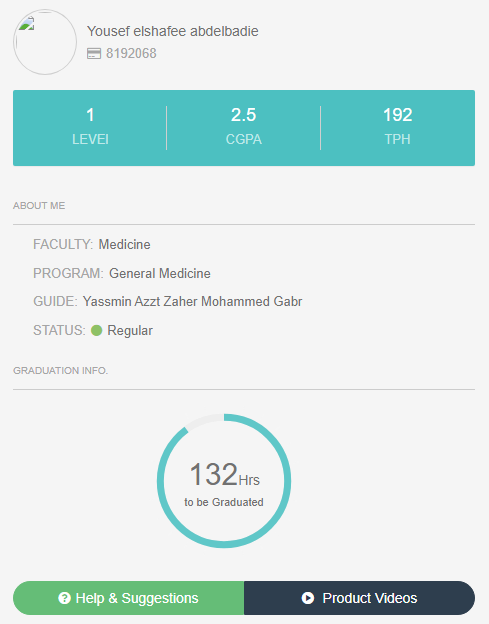 Yousef elshafee abdelbadie
8192068
1 2.5 192
LEVEl CGPA TPH
ABOUT ME
FACULTY: Medicine
PROGRAM: General Medicine
GUIDE: Yassmin Azzt Zaher Mohammed Gabr
STATUS: Regular
GRADUATION INFO.
132Hrs
to be Graduated
Help & Suggestions Product Videos